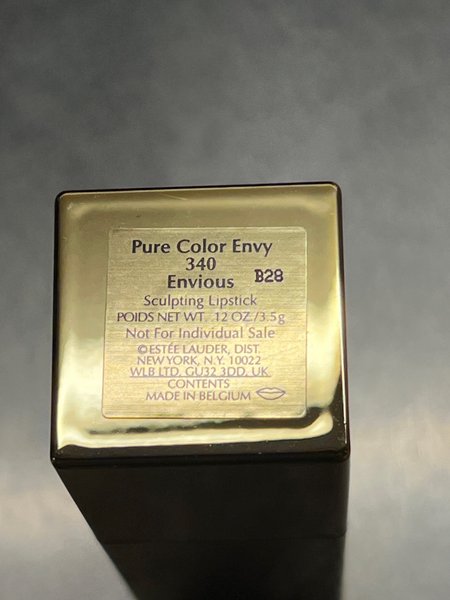 Pure Color Envy
340
Envious B28
Sculpting Lipstick
POIDS NET WT. .12 OZ./3.5g
Not For Individual Sale
©ESTÉE LAUDER, DIST.
NEW YORK, N.Y. 10022
WLB LTD, GU32 3DD, UK
CONTENTS
MADE IN BELGIUM